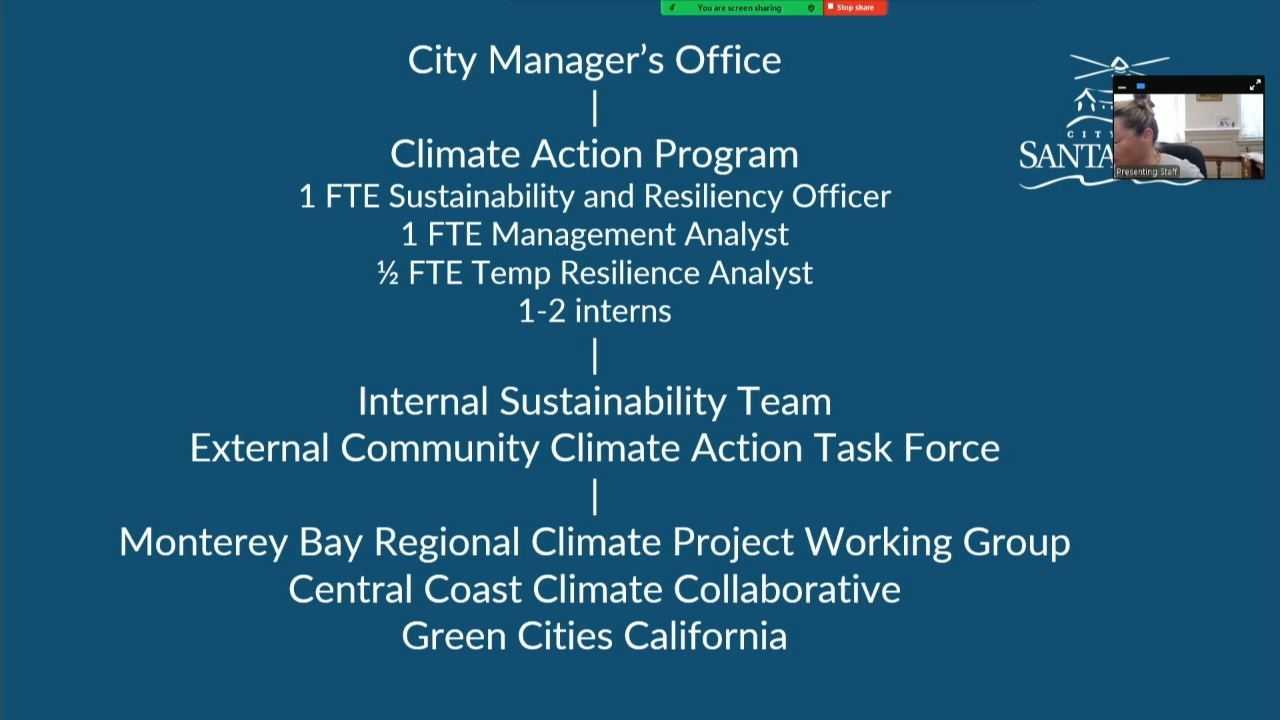 You are screen sharing
Stop share
City Manager's Office
|
Climate Action Program
1 FTE Sustainability and Resiliency Officer
1 FTE Management Analyst
½ FTE Temp Resilience Analyst
1-2 interns
|
Internal Sustainability Team
External Community Climate Action Task Force
|
Monterey Bay Regional Climate Project Working Group
Central Coast Climate Collaborative
Green Cities California
CITY
SANTA
Presenting Staff